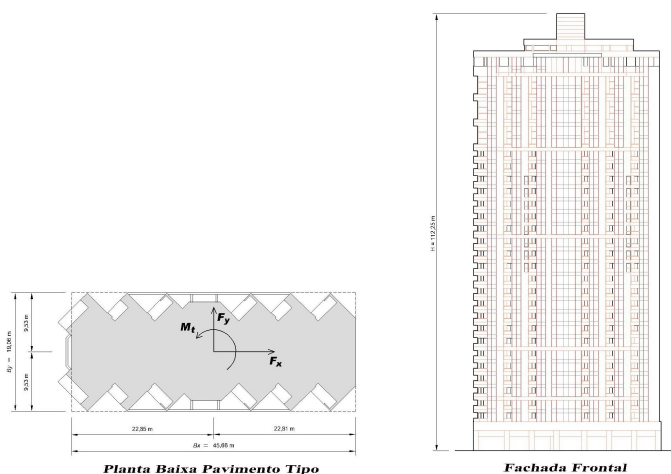 H = 112,25 m
By = 19,06 m
9,53 m
9,53 m
Mt
Fy
Fx
22,85 m
22,81 m
Bx = 45,66 m
Planta Baixa Pavimento Tipo
Fachada Frontal